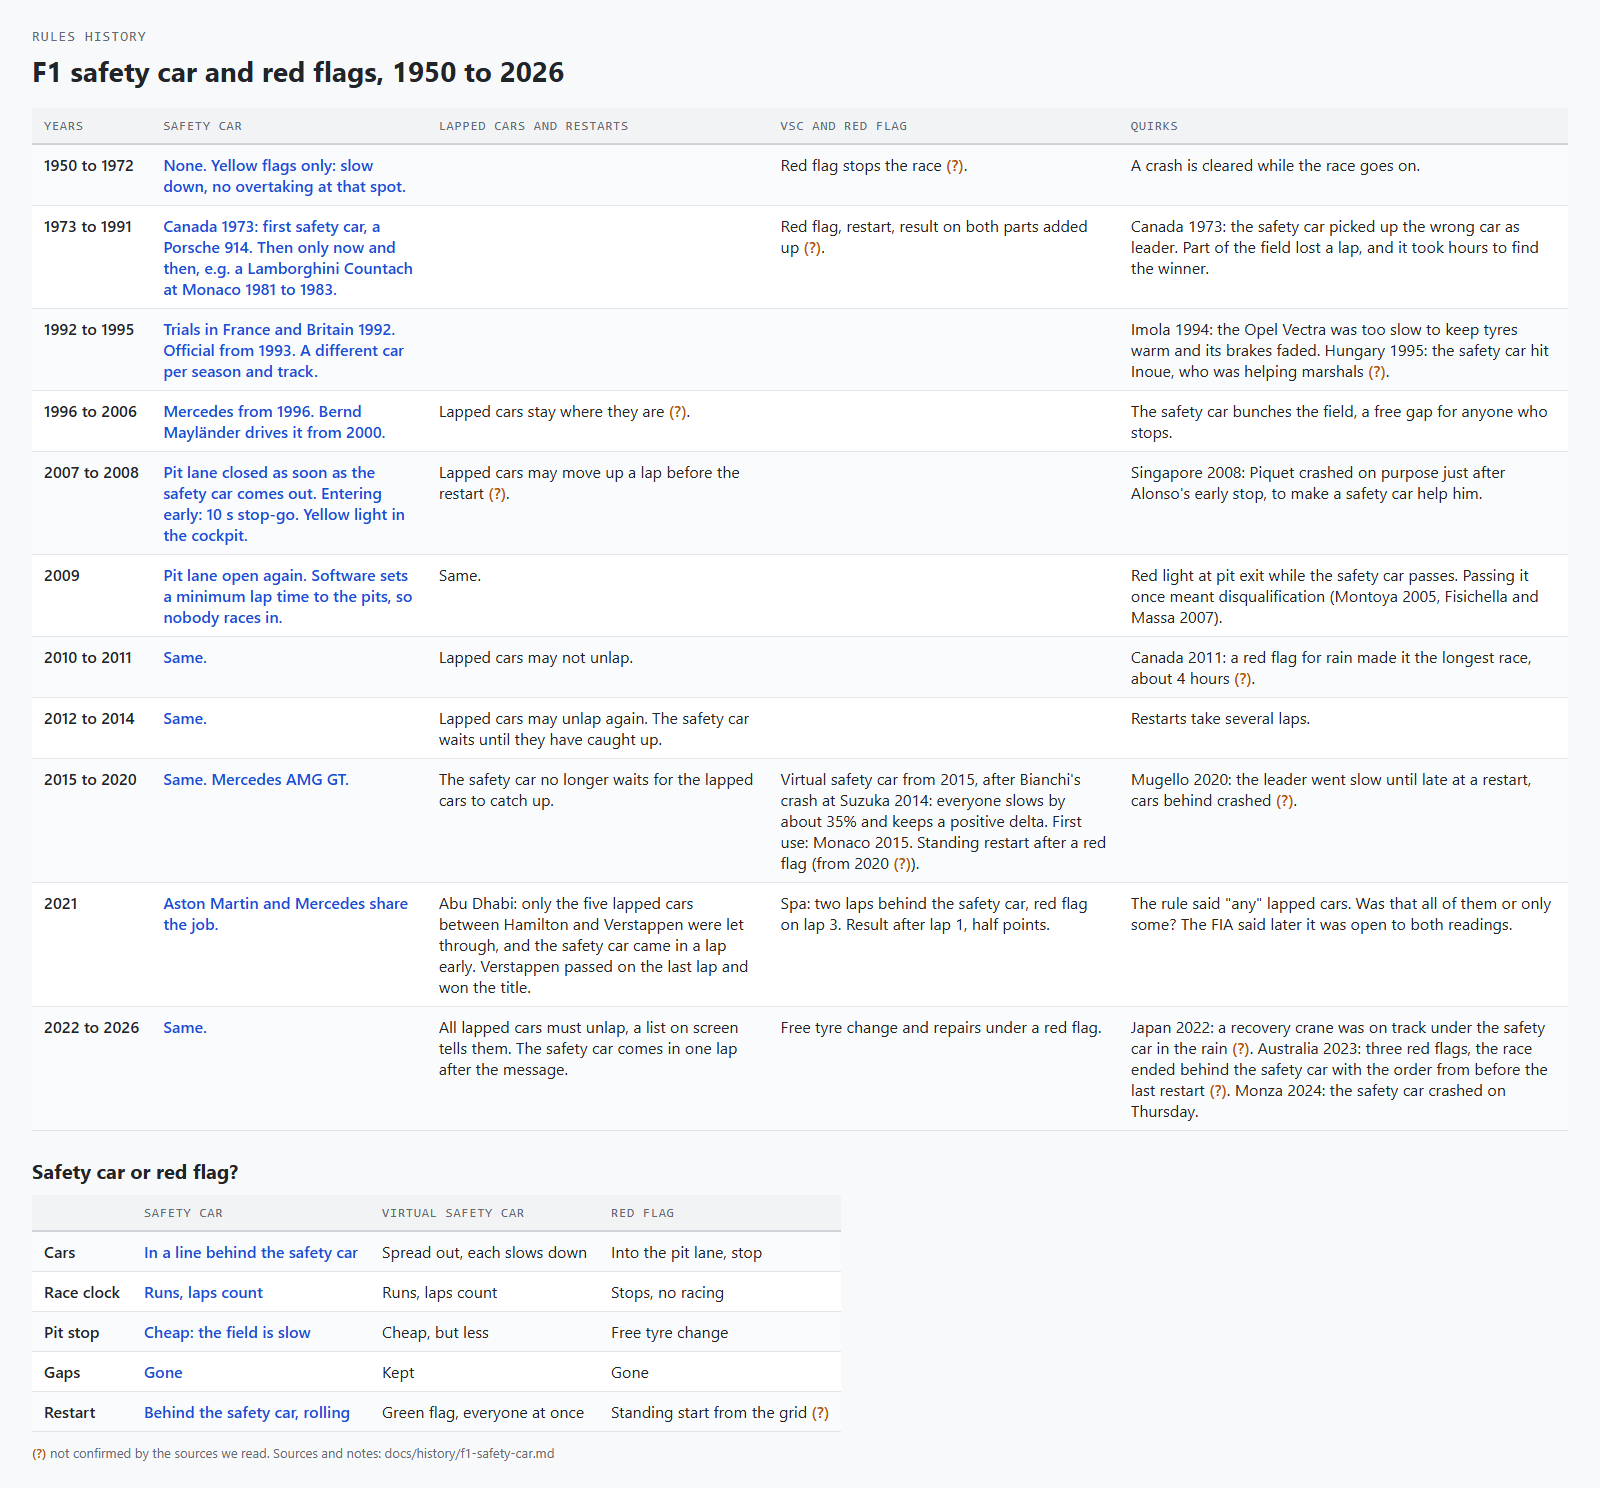 RULES HISTORY
F1 safety car and red flags, 1950 to 2026
YEARS
SAFETY CAR
LAPPED CARS AND RESTARTS
VSC AND RED FLAG
QUIRKS
1950 to 1972
None. Yellow flags only: slow
down, no overtaking at that spot.
Red flag stops the race (?).
A crash is cleared while the race goes on.
1973 to 1991
Canada 1973: first safety car, a
Porsche 914. Then only now and
then, e.g. a Lamborghini Countach
at Monaco 1981 to 1983.
Red flag, restart, result on both parts added
up (?).
Canada 1973: the safety car picked up the wrong car as
leader. Part of the field lost a lap, and it took hours to find
the winner.
1992 to 1995
Trials in France and Britain 1992.
Official from 1993. A different car
per season and track.
Imola 1994: the Opel Vectra was too slow to keep tyres
warm and its brakes faded. Hungary 1995: the safety car hit
Inoue, who was helping marshals (?).
1996 to 2006
Mercedes from 1996. Bernd
Mayländer drives it from 2000.
Lapped cars stay where they are (?).
The safety car bunches the field, a free gap for anyone who
stops.
2007 to 2008
Pit lane closed as soon as the
safety car comes out. Entering
early: 10 s stop-go. Yellow light in
the cockpit.
Lapped cars may move up a lap before the
restart (?).
Singapore 2008: Piquet crashed on purpose just after
Alonso's early stop, to make a safety car help him.
2009
Pit lane open again. Software sets
a minimum lap time to the pits, so
nobody races in.
Same.
Red light at pit exit while the safety car passes. Passing it
once meant disqualification (Montoya 2005, Fisichella and
Massa 2007).
2010 to 2011
Same.
Lapped cars may not unlap.
Canada 2011: a red flag for rain made it the longest race,
about 4 hours (?).
2012 to 2014
Same.
Lapped cars may unlap again. The safety car
waits until they have caught up.
Restarts take several laps.
2015 to 2020
Same. Mercedes AMG GT.
The safety car no longer waits for the lapped
cars to catch up.
Virtual safety car from 2015, after Bianchi's
crash at Suzuka 2014: everyone slows by
about 35% and keeps a positive delta. First
use: Monaco 2015. Standing restart after a red
flag (from 2020 (?)).
Mugello 2020: the leader went slow until late at a restart,
cars behind crashed (?).
2021
Aston Martin and Mercedes share
the job.
Abu Dhabi: only the five lapped cars
between Hamilton and Verstappen were let
through, and the safety car came in a lap
early. Verstappen passed on the last lap and
won the title.
Spa: two laps behind the safety car, red flag
on lap 3. Result after lap 1, half points.
The rule said "any" lapped cars. Was that all of them or only
some? The FIA said later it was open to both readings.
2022 to 2026
Same.
All lapped cars must unlap, a list on screen
tells them. The safety car comes in one lap
after the message.
Free tyre change and repairs under a red flag.
Japan 2022: a recovery crane was on track under the safety
car in the rain (?). Australia 2023: three red flags, the race
ended behind the safety car with the order from before the
last restart (?). Monza 2024: the safety car crashed on
Thursday.
Safety car or red flag?
SAFETY CAR
VIRTUAL SAFETY CAR
RED FLAG
Cars
In a line behind the safety car
Spread out, each slows down
Into the pit lane, stop
Race clock
Runs, laps count
Runs, laps count
Stops, no racing
Pit stop
Cheap: the field is slow
Cheap, but less
Free tyre change
Gaps
Gone
Kept
Gone
Restart
Behind the safety car, rolling
Green flag, everyone at once
Standing start from the grid (?)
(?) not confirmed by the sources we read. Sources and notes: docs/history/f1-safety-car.md